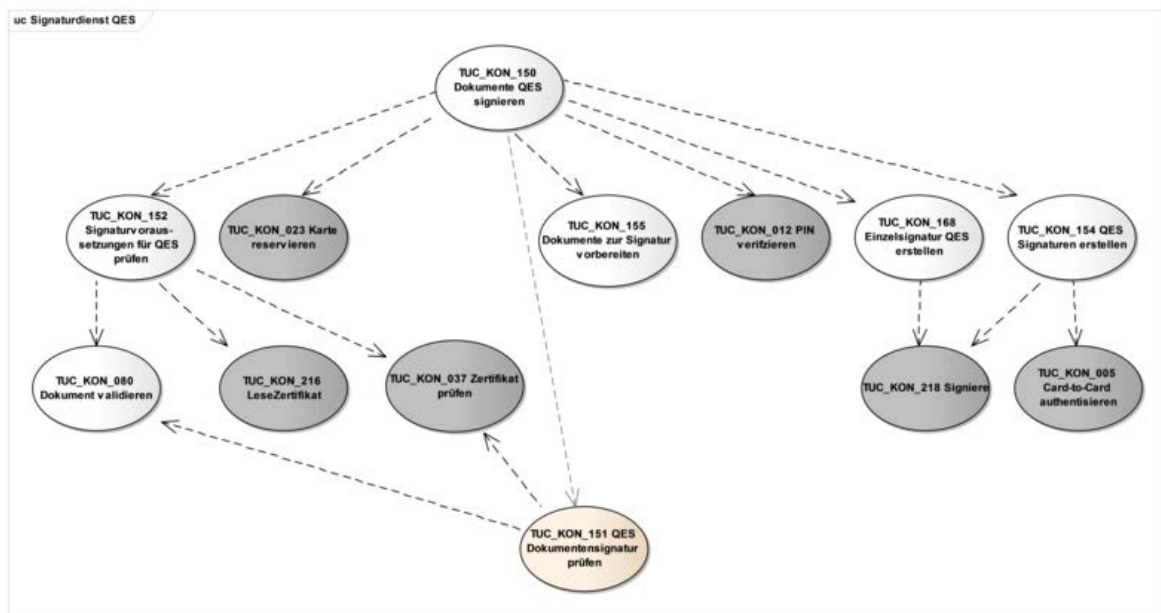 uc Signaturdienst QES
TUC_KON_150
Dokumente QES
signieren
TUC_KON_152
Signaturvoraus-
setzungen für QES
prüfen
TUC_KON_023 Karte
reservieren
TUC_KON_155
Dokumente zur Signatur
vorbereiten
TUC_KON_012 PIN
verifzieren
TUC_KON_168
Einzelsignatur QES
erstellen
TUC_KON_154 QES
Signaturen erstellen
TUC_KON_080
Dokument validieren
TUC_KON_216
LeseZertifikat
TUC_KON_037 Zertifikat
prüfen
TUC_KON_218 Signiere
TUC_KON_005
Card-to-Card
authentisieren
TUC_KON_151 QES
Dokumentensignatur
prüfen